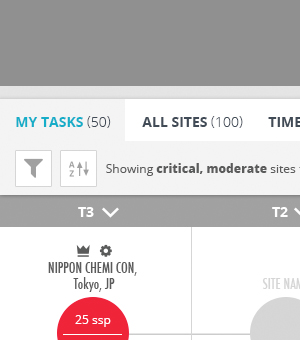 MY TASKS (50) ALL SITES (100) TIME
A Z Showing critical, moderate sites
T3 T2
NIPPON CHEMI CON,
Tokyo, JP
SITE NAM
25 ssp